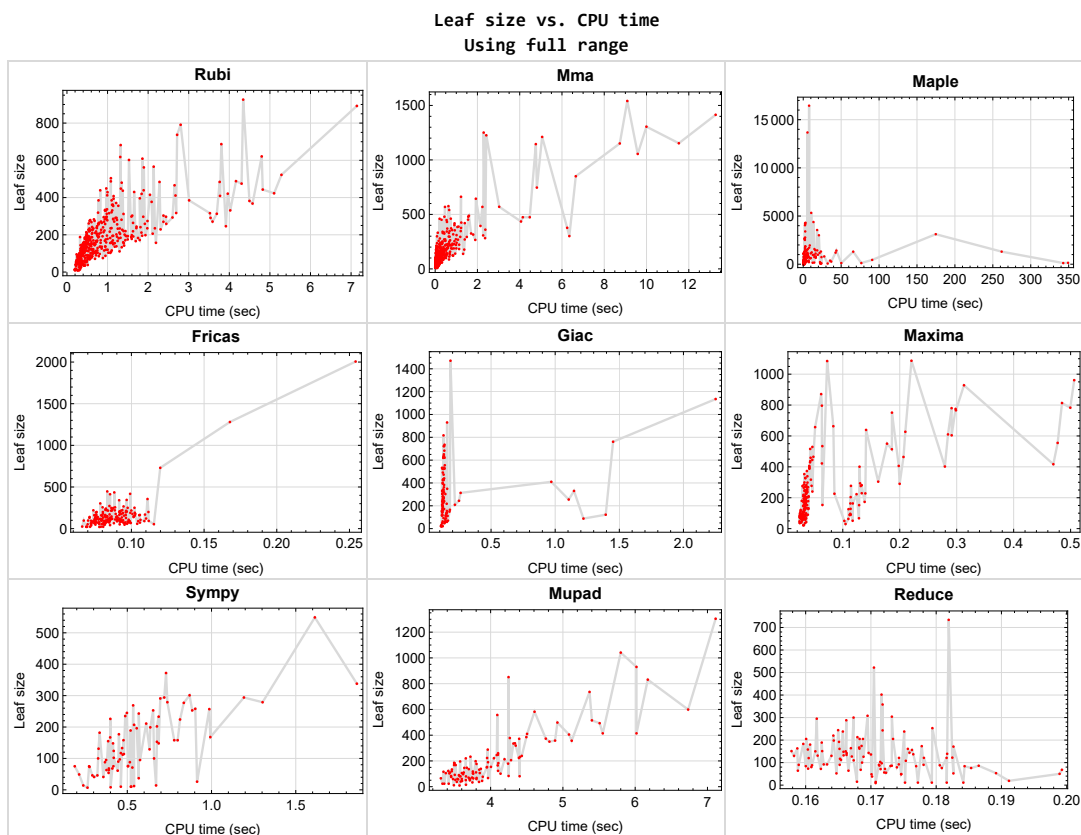 Leaf size vs. CPU time
Using full range
Rubi
Leaf size
800
600
400
200
0
0 1 2 3 4 5 6 7
CPU time (sec)
Mma
Leaf size
1500
1000
500
0
0 2 4 6 8 10 12
CPU time (sec)
Maple
Leaf size
15000
10000
5000
0
0 50 100 150 200 250 300 350
CPU time (sec)
Fricas
Leaf size
2000
1500
1000
500
0
0.10 0.15 0.20 0.25
CPU time (sec)
Giac
Leaf size
1400
1200
1000
800
600
400
200
0
0.5 1.0 1.5 2.0
CPU time (sec)
Maxima
Leaf size
1000
800
600
400
200
0
0.1 0.2 0.3 0.4 0.5
CPU time (sec)
Sympy
Leaf size
500
400
300
200
100
0
0.5 1.0 1.5
CPU time (sec)
Mupad
Leaf size
1200
1000
800
600
400
200
0
4 5 6 7
CPU time (sec)
Reduce
Leaf size
700
600
500
400
300
200
100
0
0.16 0.17 0.18 0.19 0.20
CPU time (sec)